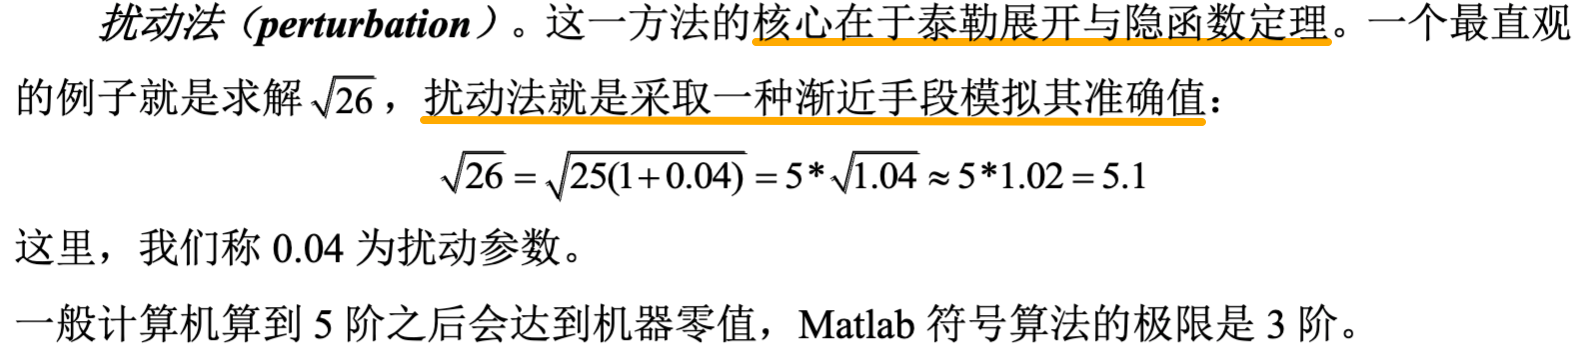 扰动法（perturbation）。这一方法的核心在于泰勒展开与隐函数定理。一个最直观
的例子就是求解√26，扰动法就是采取一种渐近手段模拟其准确值：
√26 = √25(1+0.04) = 5*√1.04 ≈ 5*1.02 = 5.1
这里，我们称 0.04 为扰动参数。
一般计算机算到 5 阶之后会达到机器零值，Matlab 符号算法的极限是 3 阶。